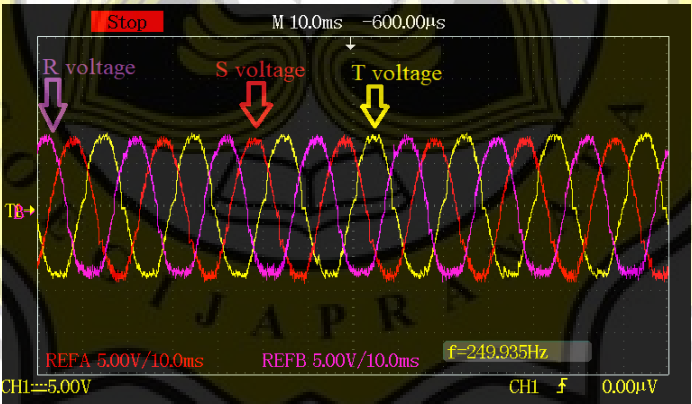 Stop M 10.0ms -600.00μs
R voltage S voltage T voltage
REFA 5.00V/10.0ms REFB 5.00V/10.0ms f=249.935Hz
CH1 5.00V CH1 0.00μV
IJAPRA